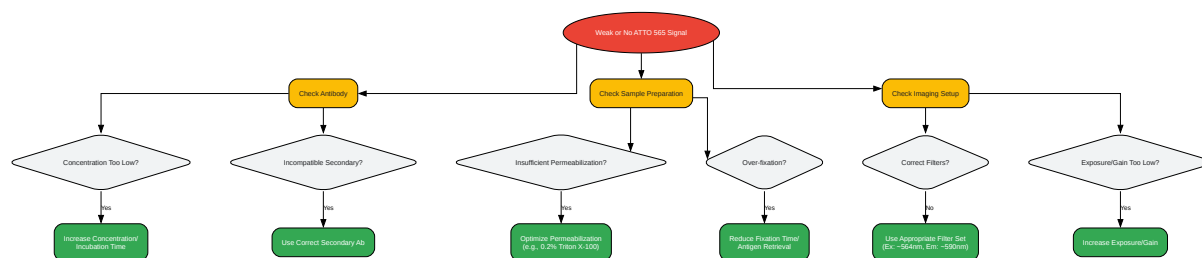 Weak or No ATTO 565 Signal
Check Antibody
Check Sample Preparation
Check Imaging Setup
Concentration Too Low?
Incompatible Secondary?
Insufficient Permeabilization?
Over-fixation?
Correct Filters?
Exposure/Gain Too Low?
Yes
Yes
Yes
Yes
No
Yes
Increase Concentration/
Incubation Time
Use Correct Secondary Ab
Optimize Permeabilization
(e.g., 0.2% Triton X-100)
Reduce Fixation Time/
Antigen Retrieval
Use Appropriate Filter Set
(Ex: ~564nm, Em: ~590nm)
Increase Exposure/Gain